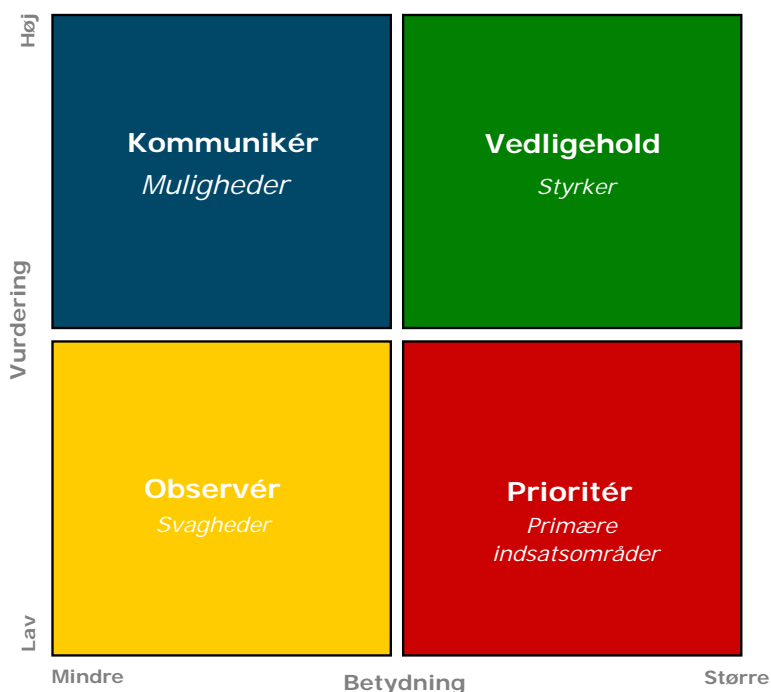 Høj
Kommunikér
Muligheder
Vedligehold
Styrker
Vurdering
Observér
Svagheder
Prioritér
Primære
indsatsområder
Lav
Mindre
Betydning
Større